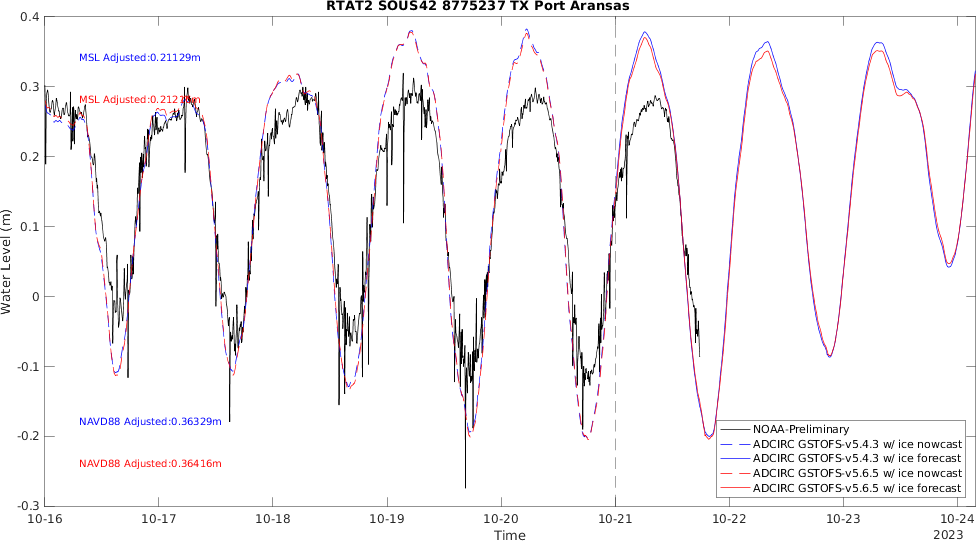 RTAT2 SOUS42 8775237 TX Port Aransas
0.4
0.3
0.2
0.1
0
-0.1
-0.2
-0.3
Water Level (m)
MSL Adjusted:0.21129m
MSL Adjusted:
NAVD88 Adjusted:0.36329m
NAVD88 Adjusted:0.36416m
NOAA-Preliminary
ADCIRC GSTOFS-v5.4.3 w/ ice nowcast
ADCIRC GSTOFS-v5.4.3 w/ ice forecast
ADCIRC GSTOFS-v5.6.5 w/ ice nowcast
ADCIRC GSTOFS-v5.6.5 w/ ice forecast
10-16 10-17 10-18 10-19 10-20 10-21 10-22 10-23 10-24
Time
2023